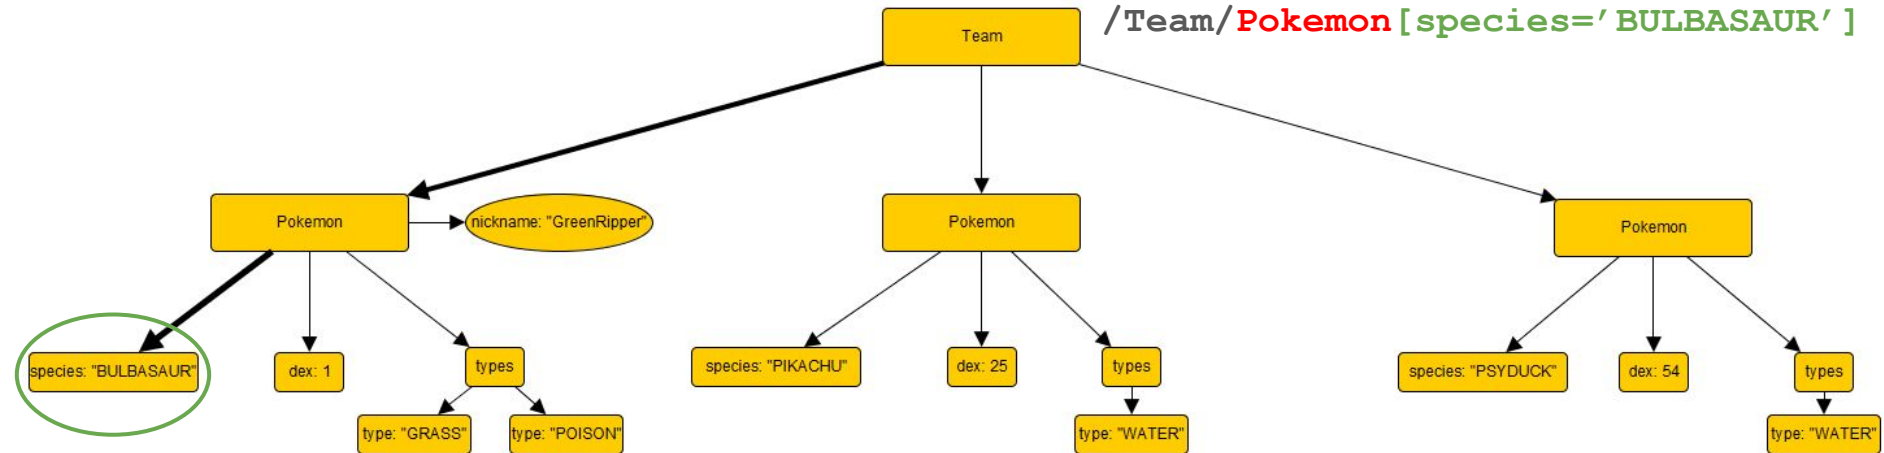 /Team/Pokemon[species=’BULBASAUR’]
Team
Pokemon
nickname: "GreenRipper"
Pokemon
Pokemon
species: "BULBASAUR"
dex: 1
types
species: "PIKACHU"
dex: 25
types
species: "PSYDUCK"
dex: 54
types
type: "GRASS"
type: "POISON"
type: "WATER"
type: "WATER"